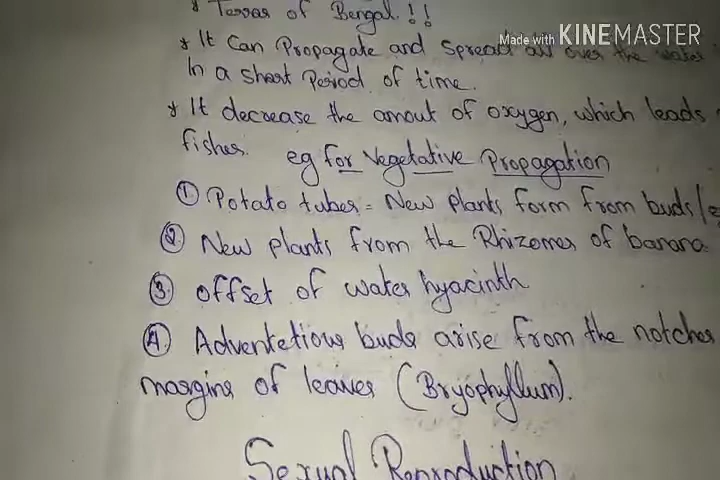 * Terror of Bengal!!
Made with KINEMASTER
* It can Propagate and spread all over the water
In a short Period of time.
* It decrease the amout of oxygen, which leads
fishes. eg for Vegetative Propagation
① Potato tuber = New Plants form from buds/
② New plants from the Rhizomes of banana
③ offset of water hyacinth
④ Adventetious buds arise from the notches
margins of leaves (Bryophyllum).
Sexual Reproduction